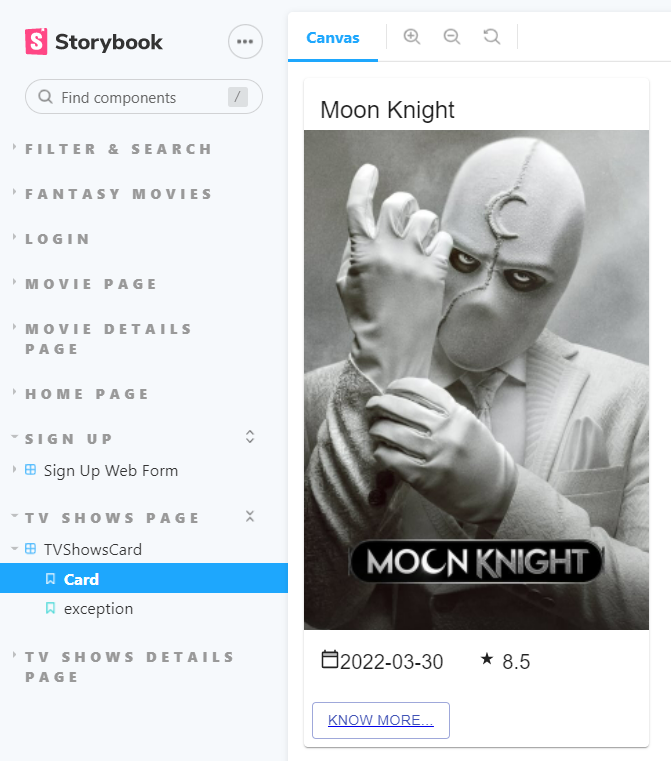 Storybook
Find components
/
FILTER & SEARCH
FANTASY MOVIES
LOGIN
MOVIE PAGE
MOVIE DETAILS
PAGE
HOME PAGE
SIGN UP
Sign Up Web Form
TV SHOWS PAGE
TVShowsCard
Card
exception
TV SHOWS DETAILS
PAGE
Canvas
Moon Knight
MOON KNIGHT
2022-03-30
★ 8.5
KNOW MORE...